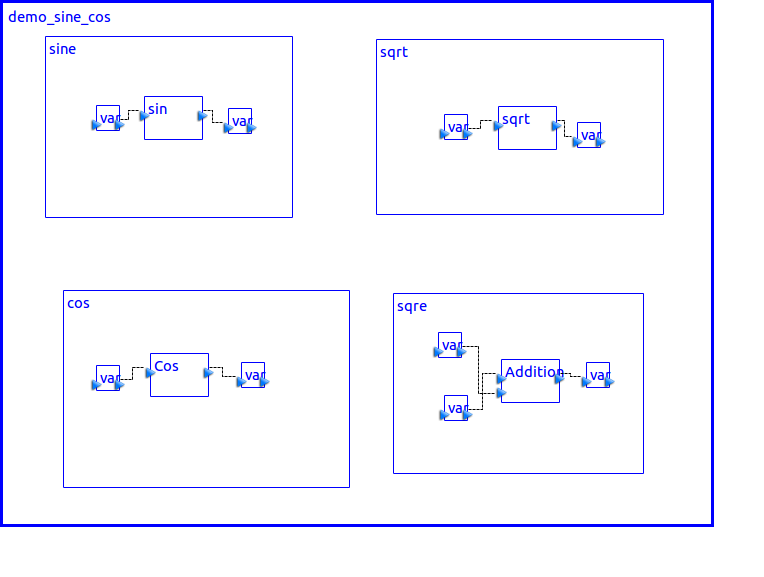 demo_sine_cos
sine
sqrt
var
sin
var
var
sqrt
var
cos
sqre
var
Cos
var
var
Addition
var
var